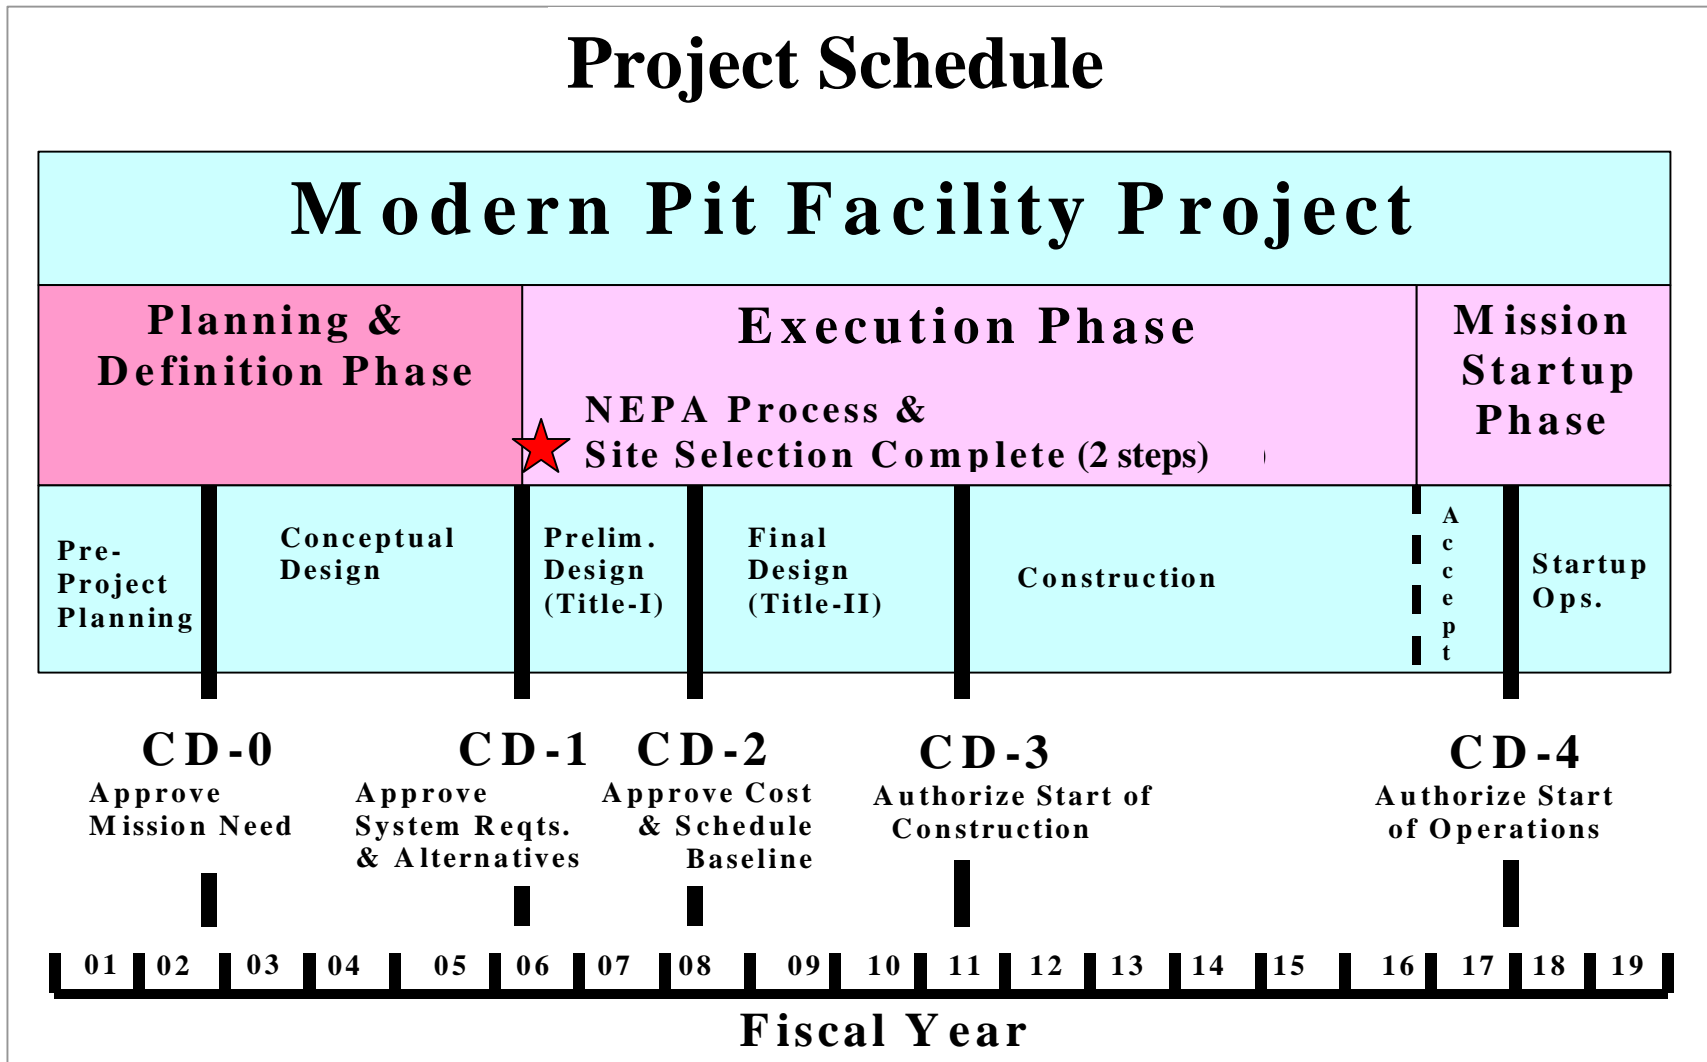 Project Schedule
Modern Pit Facility Project
Planning &
Definition Phase
Execution Phase
NEPA Process &
Site Selection Complete (2 steps) )
Mission
Startup
Phase
Pre-
Project
Planning
Conceptual
Design
Prelim.
Design
(Title-I)
Final
Design
(Title-II)
Construction
Accept
Startup
Ops.
CD-0
Approve
Mission Need
CD-1
Approve
System Reqts.
& Alternatives
CD-2
Approve Cost
& Schedule
Baseline
CD-3
Authorize Start of
Construction
CD-4
Authorize Start
of Operations
01 02 03 04 05 06 07 08 09 10 11 12 13 14 15 16 17 18 19
Fiscal Year